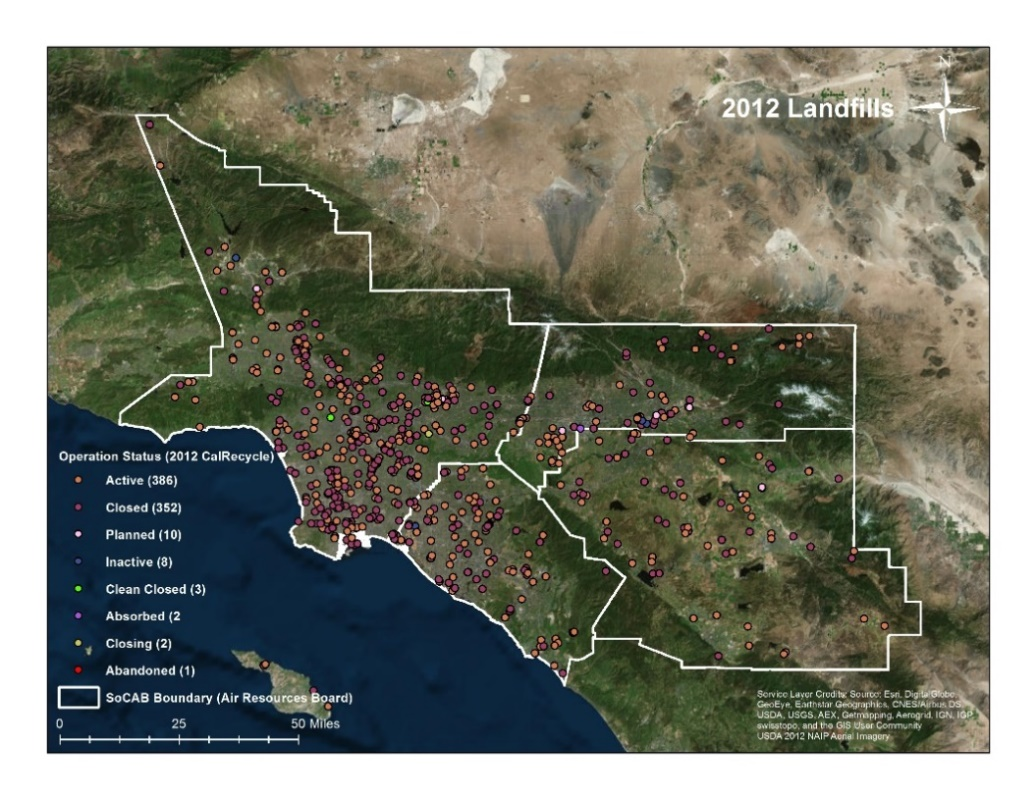 N
2012 Landfills
Operation Status (2012 CalRecycle)
Active (386)
Closed (352)
Planned (10)
Inactive (8)
Clean Closed (3)
Absorbed (2
Closing (2)
Abandoned (1)
SoCAB Boundary (Air Resources Board)
0 25 50 Miles
Service Layer Credits: Source: Esri, DigitalGlobe,
GeoEye, Earthstar Geographics, CNES/Airbus DS,
USDA, USGS, AEX, Getmapping, Aerogrid, IGN, IGP,
swisstopo, and the GIS User Community
USDA 2012 NAIP Aerial Imagery